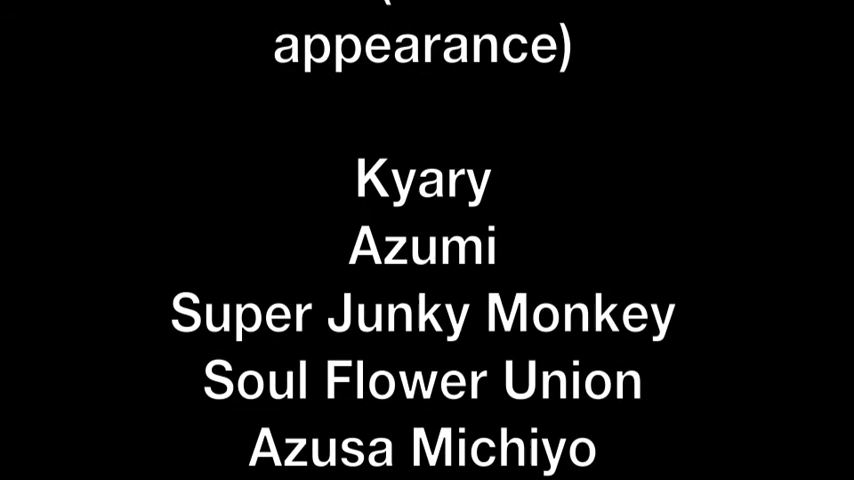 appearance)
Kyary
Azumi
Super Junky Monkey
Soul Flower Union
Azusa Michiyo